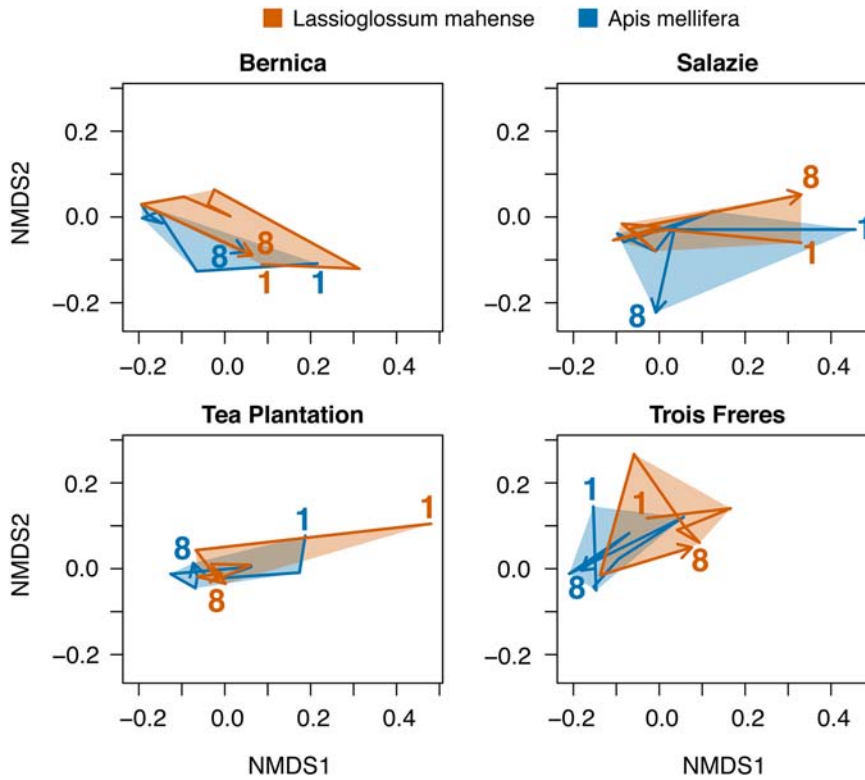 Lassioglossum mahense Apis mellifera
Bernica Salazie
NMDS2
0.2
0.0
−0.2
8
8
1
1
−0.2 0.0 0.2 0.4
0.2
0.0
−0.2
8
1
1
8
−0.2 0.0 0.2 0.4
Tea Plantation Trois Freres
NMDS2
0.2
0.0
−0.2
1
1
8
8
−0.2 0.0 0.2 0.4
NMDS1
0.2
0.0
−0.2
1
1
8
8
−0.2 0.0 0.2 0.4
NMDS1